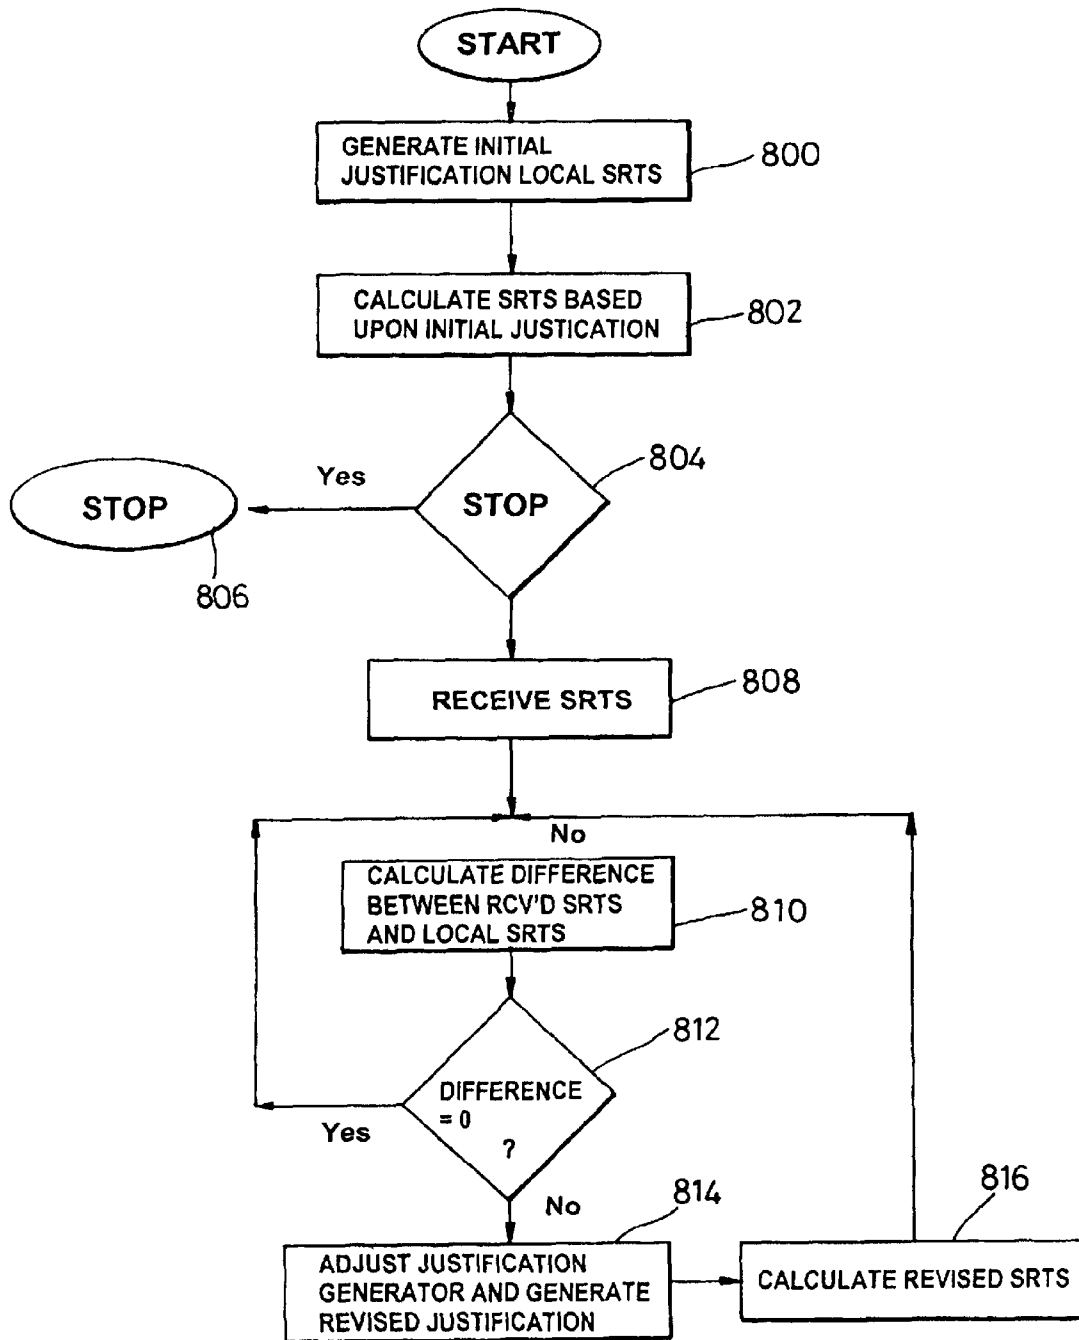 START
GENERATE INITIAL
JUSTIFICATION LOCAL SRTS
800
CALCULATE SRTS BASED
UPON INITIAL JUSTICATION
802
804
Yes
STOP
STOP
806
RECEIVE SRTS
808
No
CALCULATE DIFFERENCE
BETWEEN RCV'D SRTS
AND LOCAL SRTS
810
812
DIFFERENCE
= 0
?
Yes
No
814
816
ADJUST JUSTIFICATION
GENERATOR AND GENERATE
REVISED JUSTIFICATION
CALCULATE REVISED SRTS